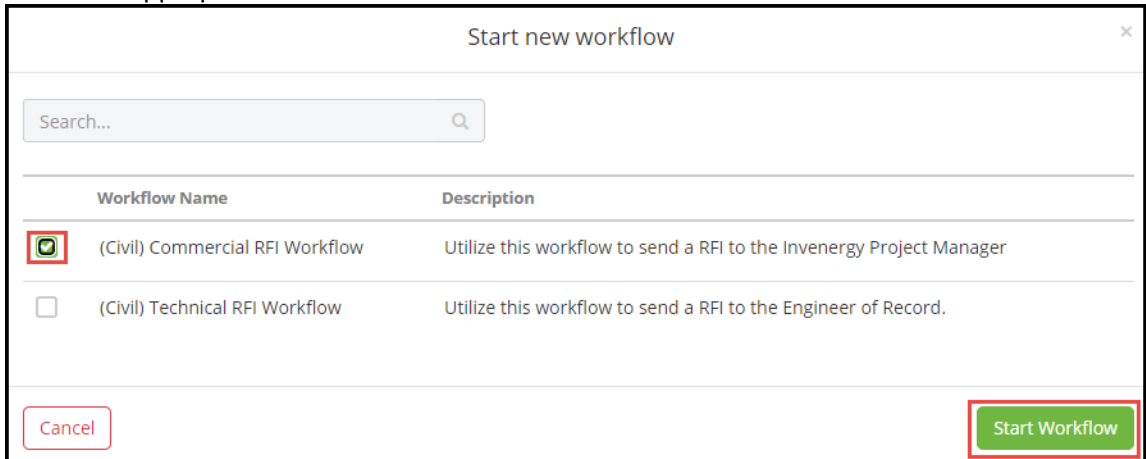 Start new workflow
×
Search...
Workflow Name Description
(Civil) Commercial RFI Workflow Utilize this workflow to send a RFI to the Invenergy Project Manager
(Civil) Technical RFI Workflow Utilize this workflow to send a RFI to the Engineer of Record.
Cancel Start Workflow